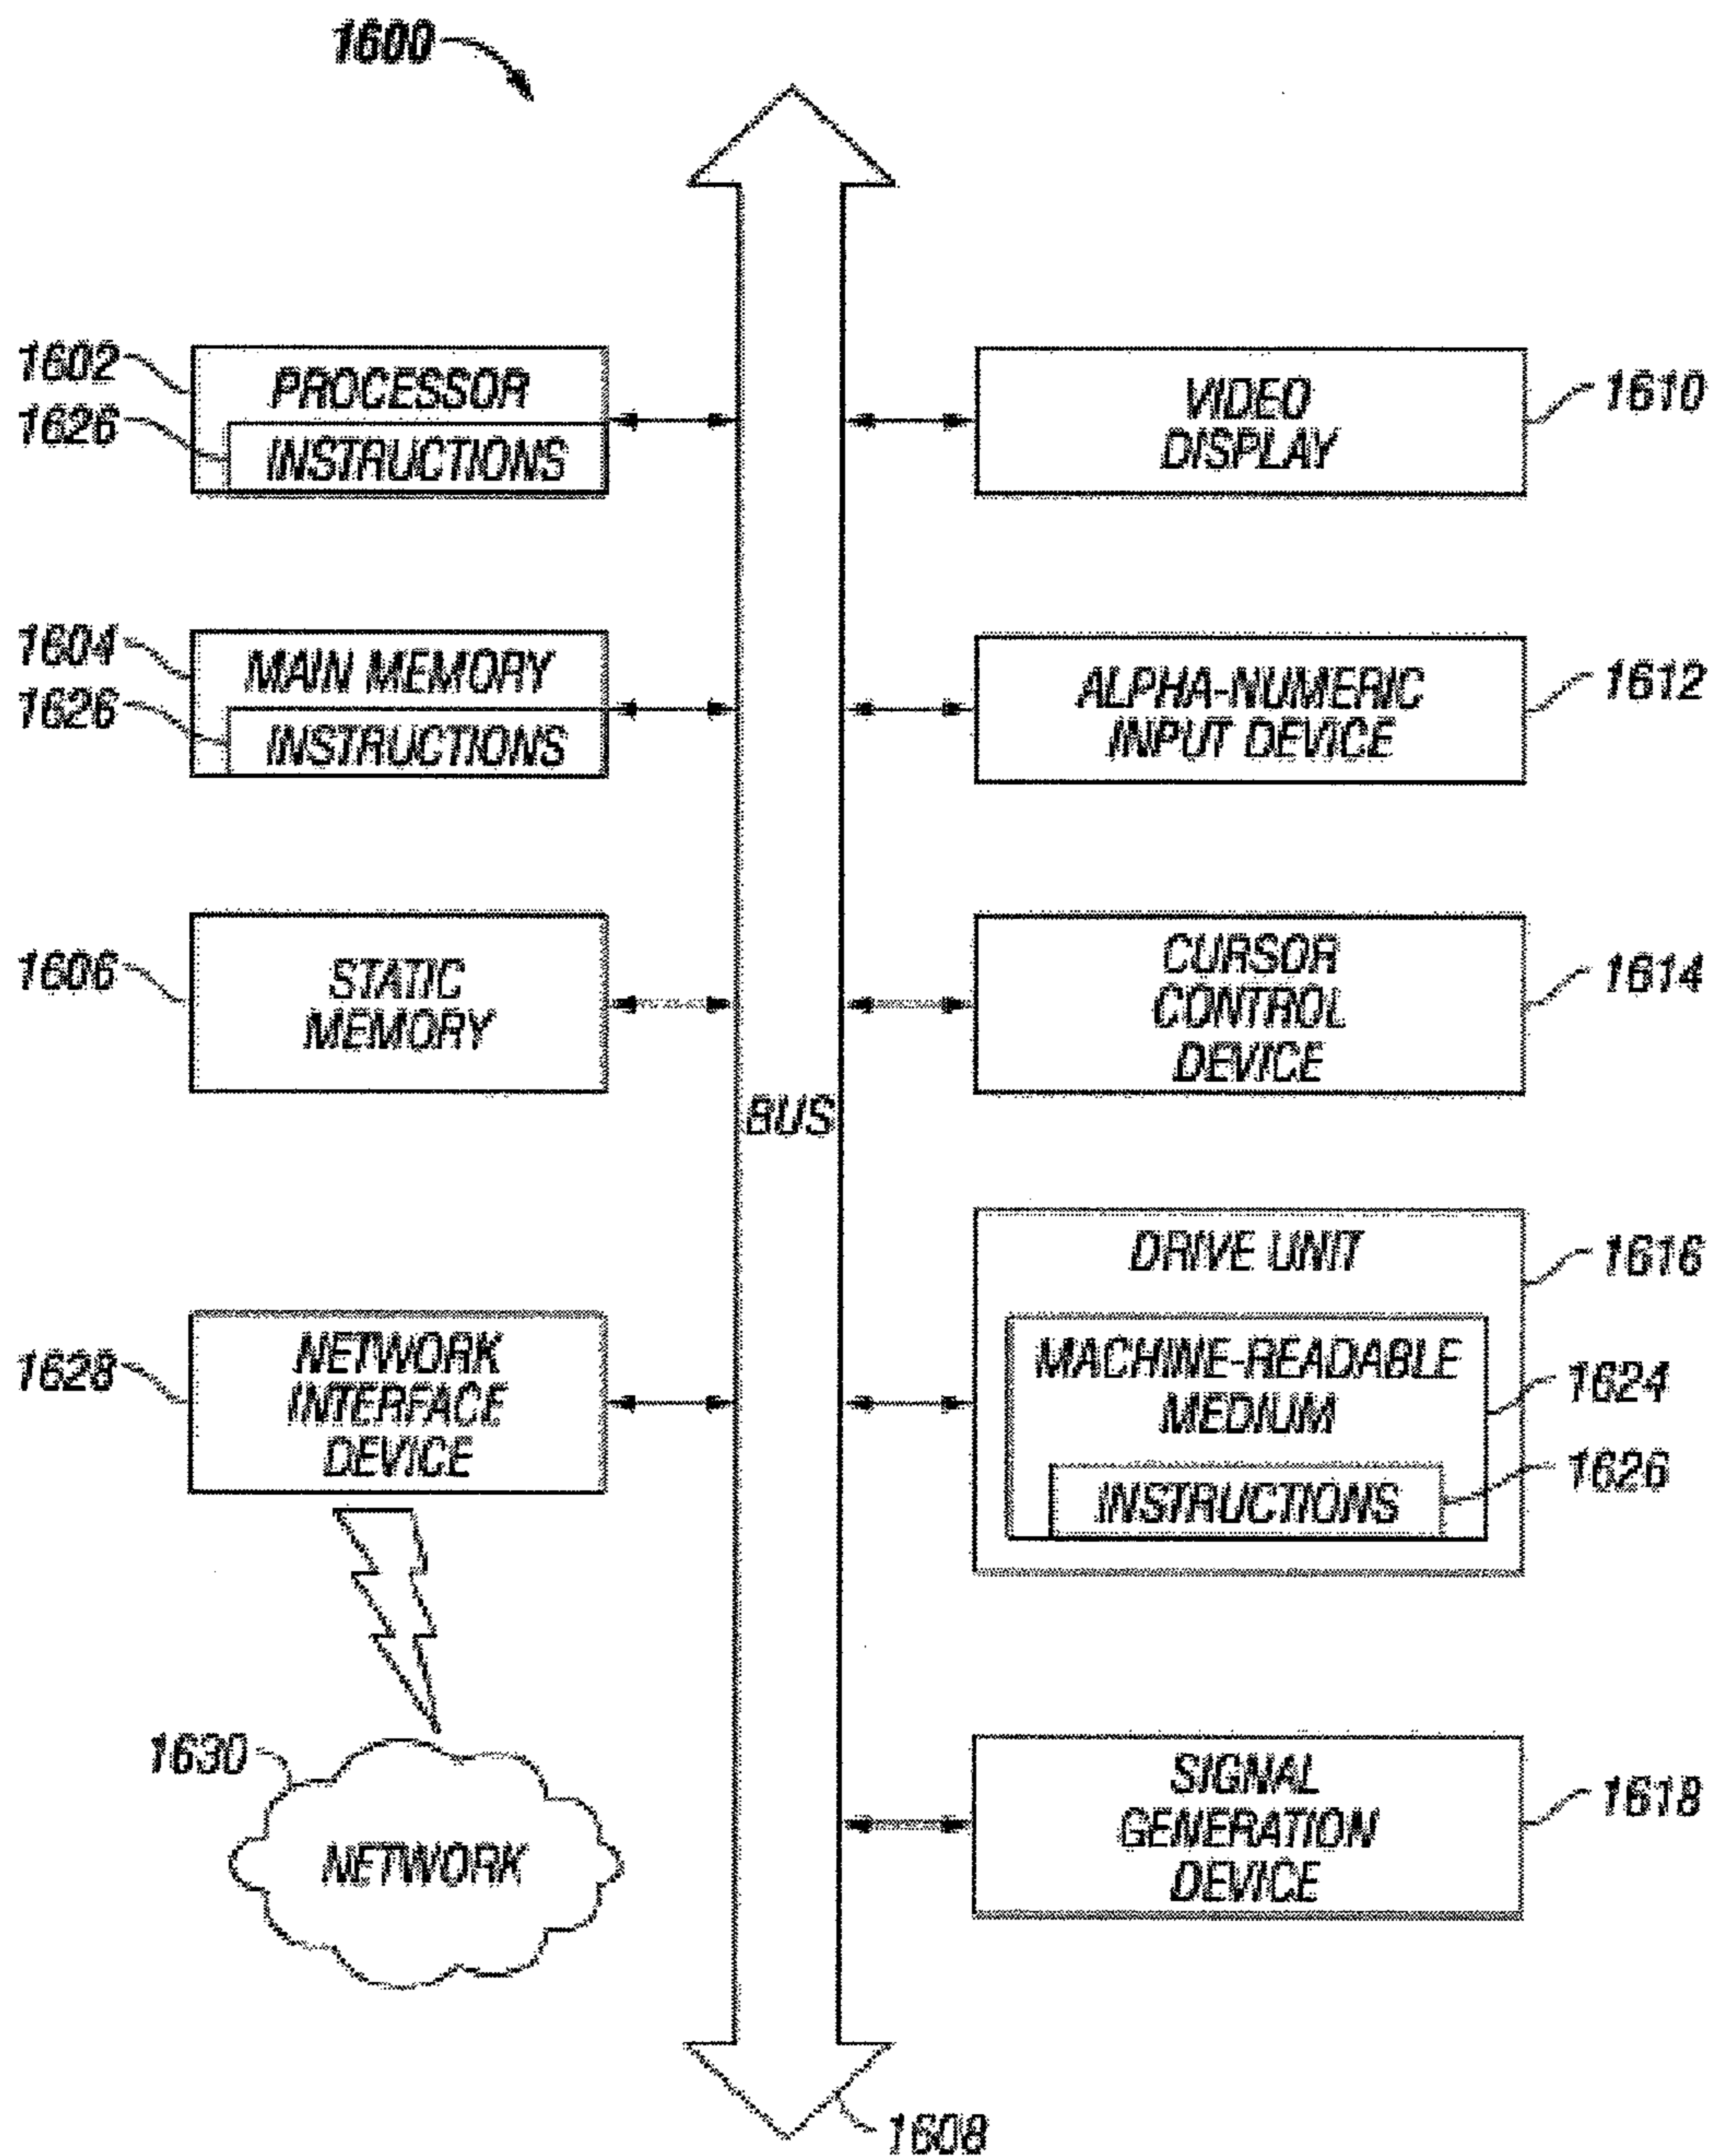 1600
1602
PROCESSOR
1626
INSTRUCTIONS
VIDEO
DISPLAY
1610
1604
MAIN MEMORY
1626
INSTRUCTIONS
ALPHA-NUMERIC
INPUT DEVICE
1612
1606
STATIC
MEMORY
CURSOR
CONTROL
DEVICE
1614
BUS
1628
NETWORK
INTERFACE
DEVICE
DRIVE UNIT
1616
MACHINE-READABLE
MEDIUM
1624
INSTRUCTIONS
1626
1630
NETWORK
SIGNAL
GENERATION
DEVICE
1618
1608